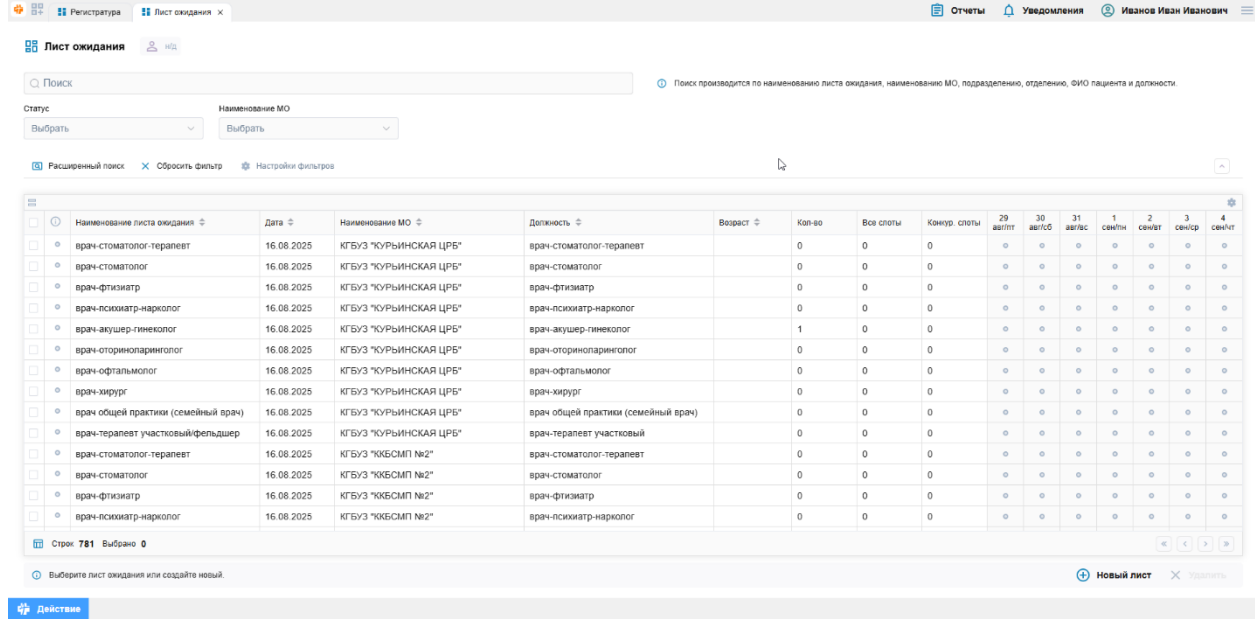 Регистратура Лист ожидания Отчеты Уведомления Иванов Иван Иванович
Лист ожидания н/д
Поиск Поиск производится по наименованию листа ожидания, наименованию МО, подразделению, отделению, ФИО пациента и должности.
Статус Наименование МО
Выбрать Выбрать
Расширенный поиск Сбросить фильтр Настройки фильтров
Наименование листа ожидания Дата Наименование МО Должность Возраст Кол-во Все слоты Конкур. слоты 29 авг/пт 30 авг/сб 31 авг/вс 1 сен/пн 2 сен/вт 3 сен/ср 4 сен/чт
врач-стоматолог-терапевт 16.08.2025 КГБУЗ "КУРЬИНСКАЯ ЦРБ" врач-стоматолог-терапевт 0 0 0
врач-стоматолог 16.08.2025 КГБУЗ "КУРЬИНСКАЯ ЦРБ" врач-стоматолог 0 0 0
врач-фтизиатр 16.08.2025 КГБУЗ "КУРЬИНСКАЯ ЦРБ" врач-фтизиатр 0 0 0
врач-психиатр-нарколог 16.08.2025 КГБУЗ "КУРЬИНСКАЯ ЦРБ" врач-психиатр-нарколог 0 0 0
врач-акушер-гинеколог 16.08.2025 КГБУЗ "КУРЬИНСКАЯ ЦРБ" врач-акушер-гинеколог 1 0 0
врач-оториноларинголог 16.08.2025 КГБУЗ "КУРЬИНСКАЯ ЦРБ" врач-оториноларинголог 0 0 0
врач-офтальмолог 16.08.2025 КГБУЗ "КУРЬИНСКАЯ ЦРБ" врач-офтальмолог 0 0 0
врач-хирург 16.08.2025 КГБУЗ "КУРЬИНСКАЯ ЦРБ" врач-хирург 0 0 0
врач общей практики (семейный врач) 16.08.2025 КГБУЗ "КУРЬИНСКАЯ ЦРБ" врач общей практики (семейный врач) 0 0 0
врач-терапевт участковый/фельдшер 16.08.2025 КГБУЗ "КУРЬИНСКАЯ ЦРБ" врач-терапевт участковый 0 0 0
врач-стоматолог-терапевт 16.08.2025 КГБУЗ "ККБСМП №2" врач-стоматолог-терапевт 0 0 0
врач-стоматолог 16.08.2025 КГБУЗ "ККБСМП №2" врач-стоматолог 0 0 0
врач-фтизиатр 16.08.2025 КГБУЗ "ККБСМП №2" врач-фтизиатр 0 0 0
врач-психиатр-нарколог 16.08.2025 КГБУЗ "ККБСМП №2" врач-психиатр-нарколог 0 0 0
Строк 781 Выбрано 0
Выберите лист ожидания или создайте новый. Новый лист Удалить
Действие